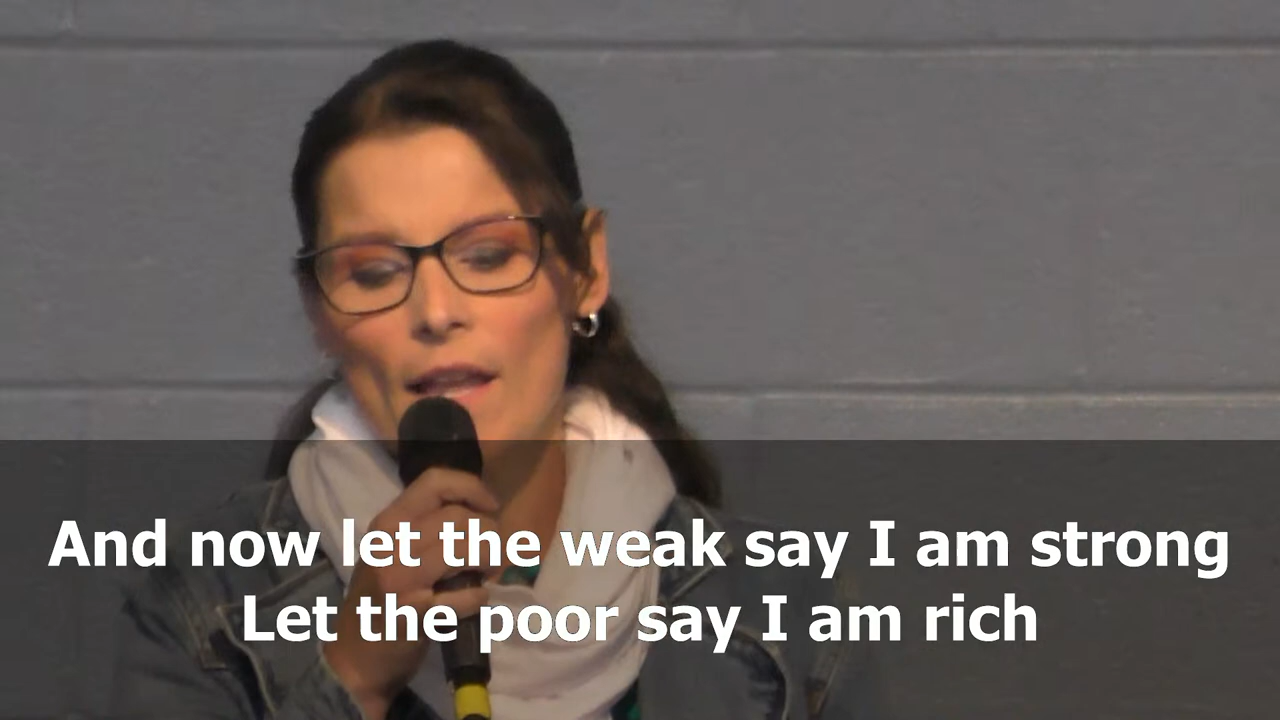 And now let the weak say I am strong
Let the poor say I am rich